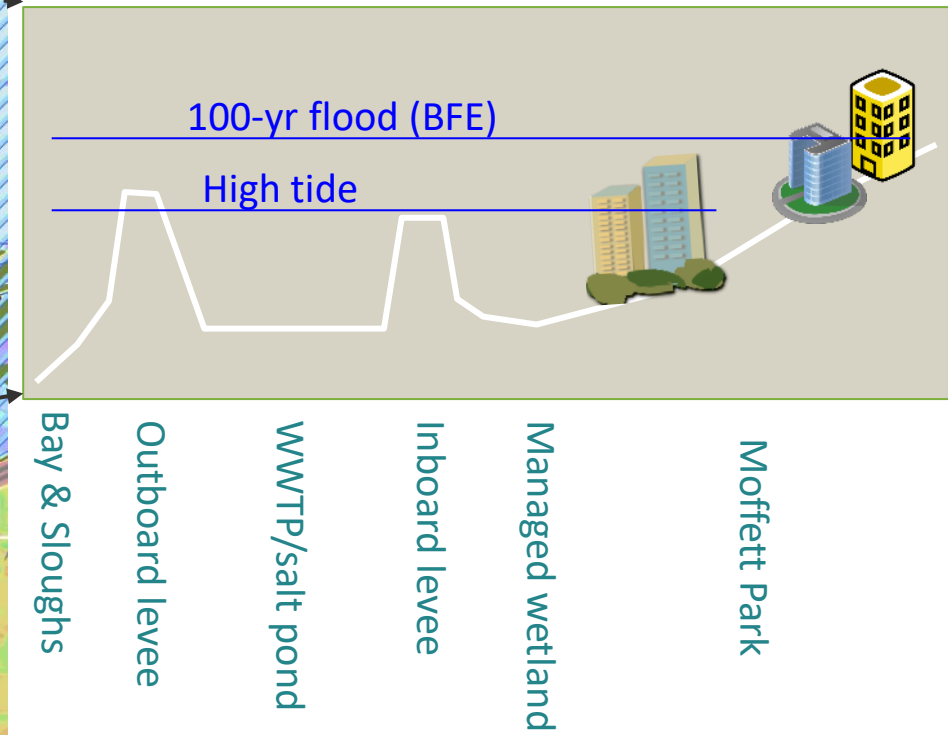 100-yr flood (BFE)
High tide
Bay & Sloughs
Outboard levee
WWTP/salt pond
Inboard levee
Managed wetland
Moffett Park